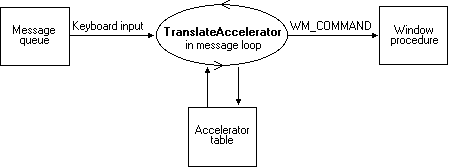 Message
queue
Keyboard input
TranslateAccelerator
in message loop
WM_COMMAND
Window
procedure
Accelerator
table